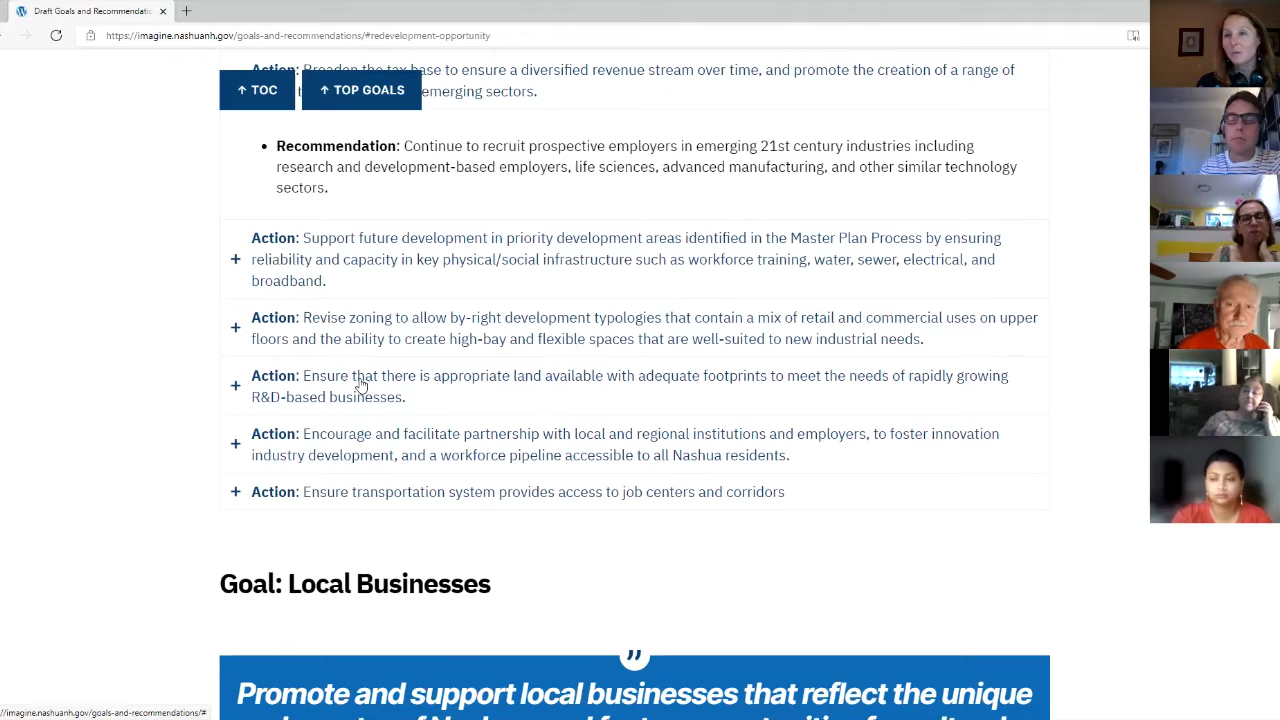 Draft Goals and Recommendatio
https://imagine.nashuanh.gov/goals-and-recommendations/#redevelopment-opportunity
Action: Broaden the tax base to ensure a diversified revenue stream over time, and promote the creation of a range of
↑ TOC
↑ TOP GOALS
emerging sectors.
• Recommendation: Continue to recruit prospective employers in emerging 21st century industries including
research and development-based employers, life sciences, advanced manufacturing, and other similar technology
sectors.
+ Action: Support future development in priority development areas identified in the Master Plan Process by ensuring
reliability and capacity in key physical/social infrastructure such as workforce training, water, sewer, electrical, and
broadband.
+ Action: Revise zoning to allow by-right development typologies that contain a mix of retail and commercial uses on upper
floors and the ability to create high-bay and flexible spaces that are well-suited to new industrial needs.
+ Action: Ensure that there is appropriate land available with adequate footprints to meet the needs of rapidly growing
R&D-based businesses.
+ Action: Encourage and facilitate partnership with local and regional institutions and employers, to foster innovation
industry development, and a workforce pipeline accessible to all Nashua residents.
+ Action: Ensure transportation system provides access to job centers and corridors
Goal: Local Businesses
”
Promote and support local businesses that reflect the unique
//imagine.nashuanh.gov/goals-and-recommendations/#